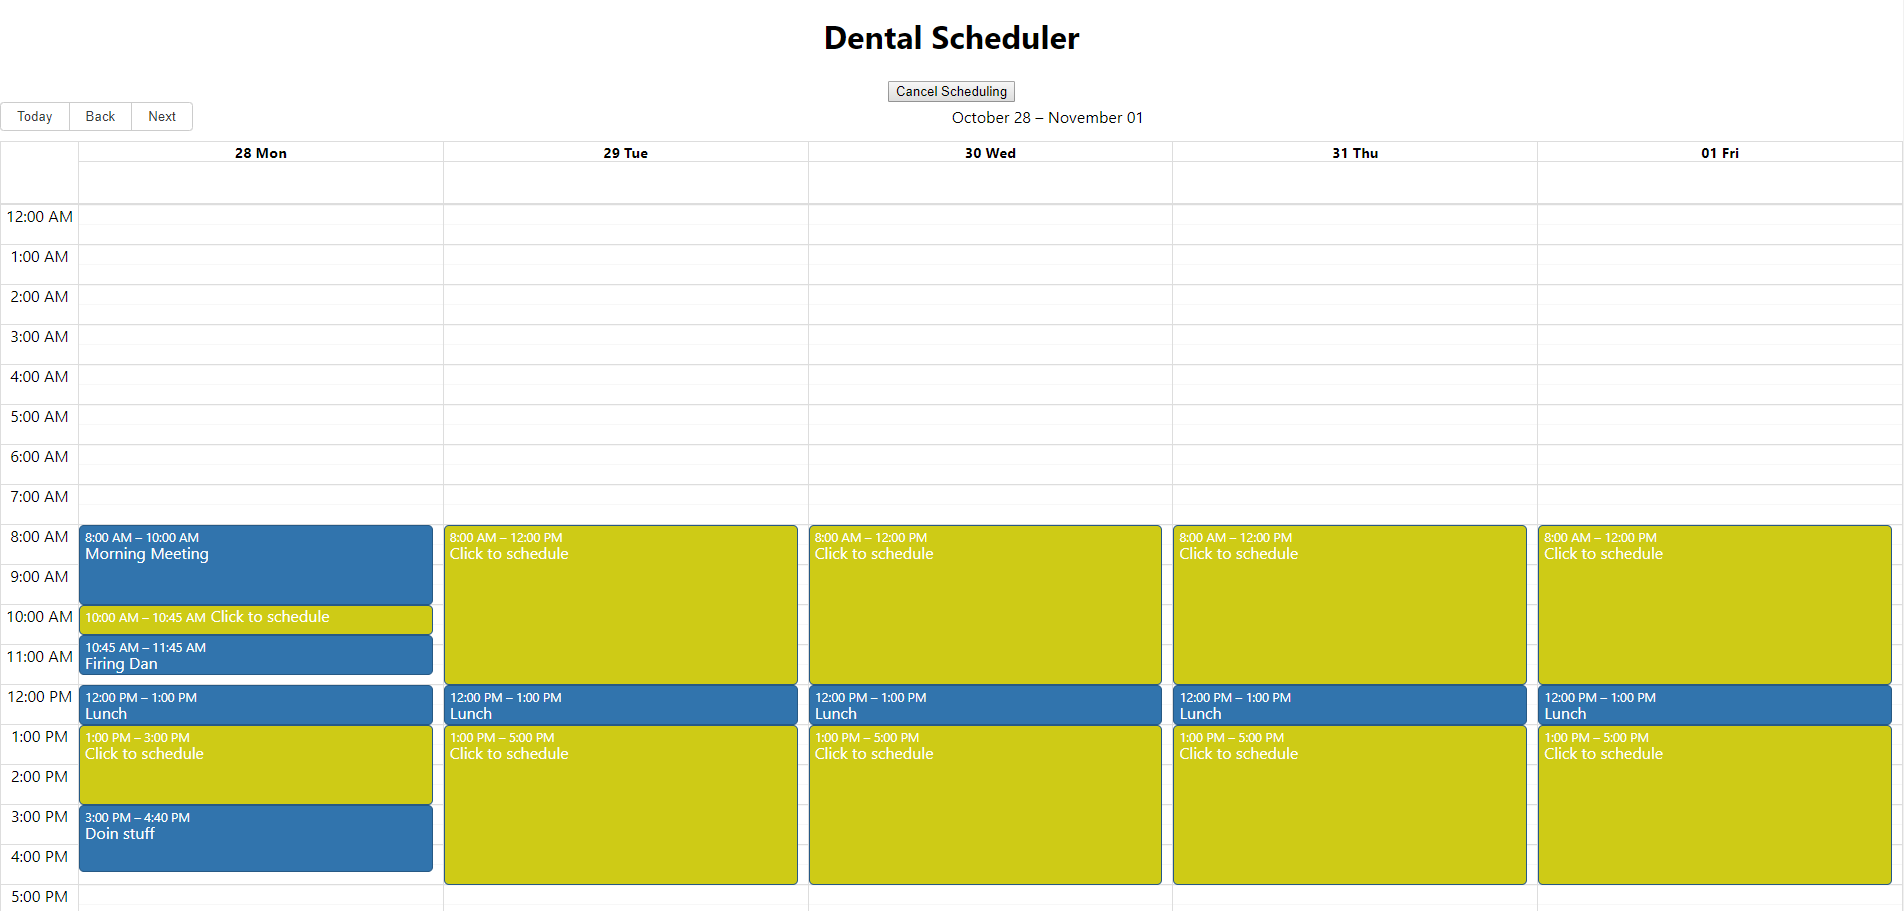 Dental Scheduler
Cancel Scheduling
Today Back Next
October 28 – November 01
28 Mon 29 Tue 30 Wed 31 Thu 01 Fri
12:00 AM
1:00 AM
2:00 AM
3:00 AM
4:00 AM
5:00 AM
6:00 AM
7:00 AM
8:00 AM
9:00 AM
10:00 AM
11:00 AM
12:00 PM
1:00 PM
2:00 PM
3:00 PM
4:00 PM
5:00 PM
8:00 AM – 10:00 AM
Morning Meeting
10:00 AM – 10:45 AM Click to schedule
10:45 AM – 11:45 AM
Firing Dan
12:00 PM – 1:00 PM
Lunch
1:00 PM – 3:00 PM
Click to schedule
3:00 PM – 4:40 PM
Doin stuff
8:00 AM – 12:00 PM
Click to schedule
12:00 PM – 1:00 PM
Lunch
1:00 PM – 5:00 PM
Click to schedule
8:00 AM – 12:00 PM
Click to schedule
12:00 PM – 1:00 PM
Lunch
1:00 PM – 5:00 PM
Click to schedule
8:00 AM – 12:00 PM
Click to schedule
12:00 PM – 1:00 PM
Lunch
1:00 PM – 5:00 PM
Click to schedule
8:00 AM – 12:00 PM
Click to schedule
12:00 PM – 1:00 PM
Lunch
1:00 PM – 5:00 PM
Click to schedule